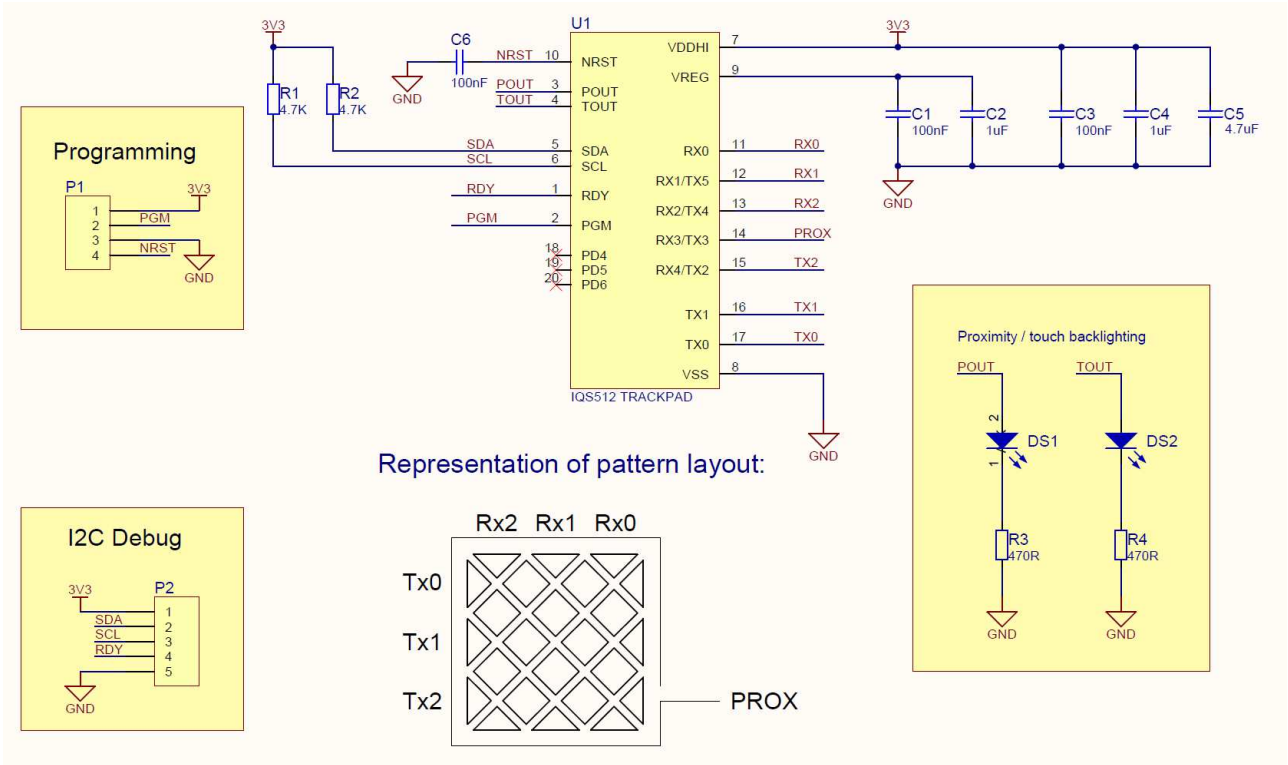 3V3
R1
4.7K
R2
4.7K
C6
100nF
GND
NRST 10
POUT 3
TOUT 4
SDA 5
SCL 6
RDY 1
PGM 2
18
19
20
U1
NRST
POUT
TOUT
SDA
SCL
RDY
PGM
PD4
PD5
PD6
VDDHI
VREG
RX0
RX1/TX5
RX2/TX4
RX3/TX3
RX4/TX2
TX1
TX0
VSS
IQS512 TRACKPAD
7
9
11 RX0
12 RX1
13 RX2
14 PROX
15 TX2
16 TX1
17 TX0
8
GND
3V3
C1
100nF
C2
1uF
C3
100nF
C4
1uF
C5
4.7uF
GND
Programming
P1
3V3
1
2 PGM
3
4 NRST
GND
Proximity / touch backlighting
POUT
2
1
DS1
R3
470R
GND
TOUT
DS2
R4
470R
GND
I2C Debug
3V3
P2
1
SDA 2
SCL 3
RDY 4
5
GND
Representation of pattern layout:
Rx2 Rx1 Rx0
Tx0
Tx1
Tx2
PROX